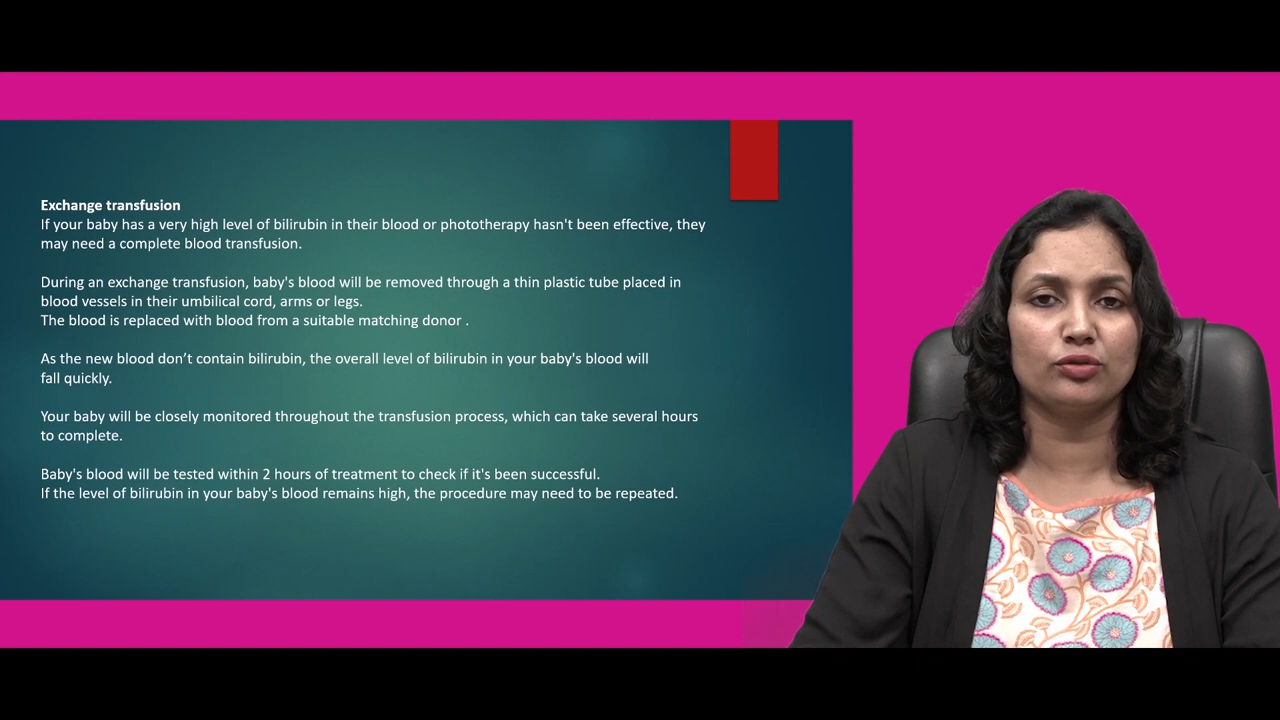 Exchange transfusion
If your baby has a very high level of bilirubin in their blood or phototherapy hasn't been effective, they
may need a complete blood transfusion.
During an exchange transfusion, baby's blood will be removed through a thin plastic tube placed in
blood vessels in their umbilical cord, arms or legs.
The blood is replaced with blood from a suitable matching donor .
As the new blood don’t contain bilirubin, the overall level of bilirubin in your baby's blood will
fall quickly.
Your baby will be closely monitored throughout the transfusion process, which can take several hours
to complete.
Baby's blood will be tested within 2 hours of treatment to check if it's been successful.
If the level of bilirubin in your baby's blood remains high, the procedure may need to be repeated.